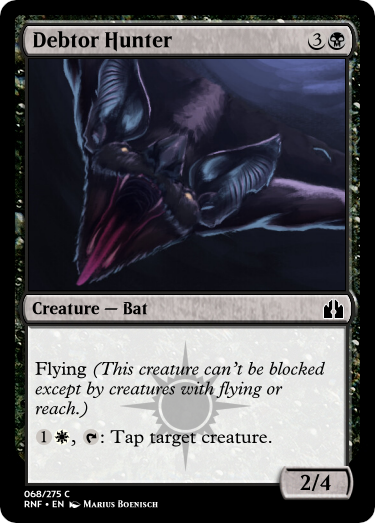 Debtor Hunter 3
Creature — Bat
Flying (This creature can't be blocked
except by creatures with flying or
reach.)
1, : Tap target creature.
2/4
068/275 C
RNF • EN Marius Boenisch